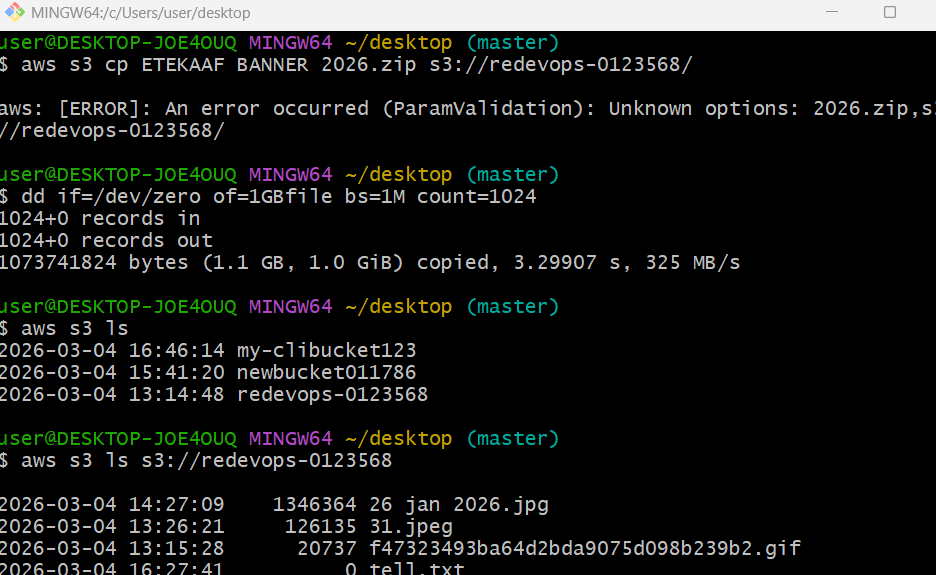 MINGW64:/c/Users/user/desktop
user@DESKTOP-JOE4OUQ MINGW64 ~/desktop (master)
$ aws s3 cp ETEKAAF BANNER 2026.zip s3://redevops-0123568/
aws: [ERROR]: An error occurred (ParamValidation): Unknown options: 2026.zip,s3
//redevops-0123568/
user@DESKTOP-JOE4OUQ MINGW64 ~/desktop (master)
$ dd if=/dev/zero of=1GBfile bs=1M count=1024
1024+0 records in
1024+0 records out
1073741824 bytes (1.1 GB, 1.0 GiB) copied, 3.29907 s, 325 MB/s
user@DESKTOP-JOE4OUQ MINGW64 ~/desktop (master)
$ aws s3 ls
2026-03-04 16:46:14 my-clibucket123
2026-03-04 15:41:20 newbucket011786
2026-03-04 13:14:48 redevops-0123568
user@DESKTOP-JOE4OUQ MINGW64 ~/desktop (master)
$ aws s3 ls s3://redevops-0123568
2026-03-04 14:27:09 1346364 26 jan 2026.jpg
2026-03-04 13:26:21 126135 31.jpeg
2026-03-04 13:15:28 20737 f47323493ba64d2bda9075d098b239b2.gif
2026-03-04 16:27:41 0 tell.txt